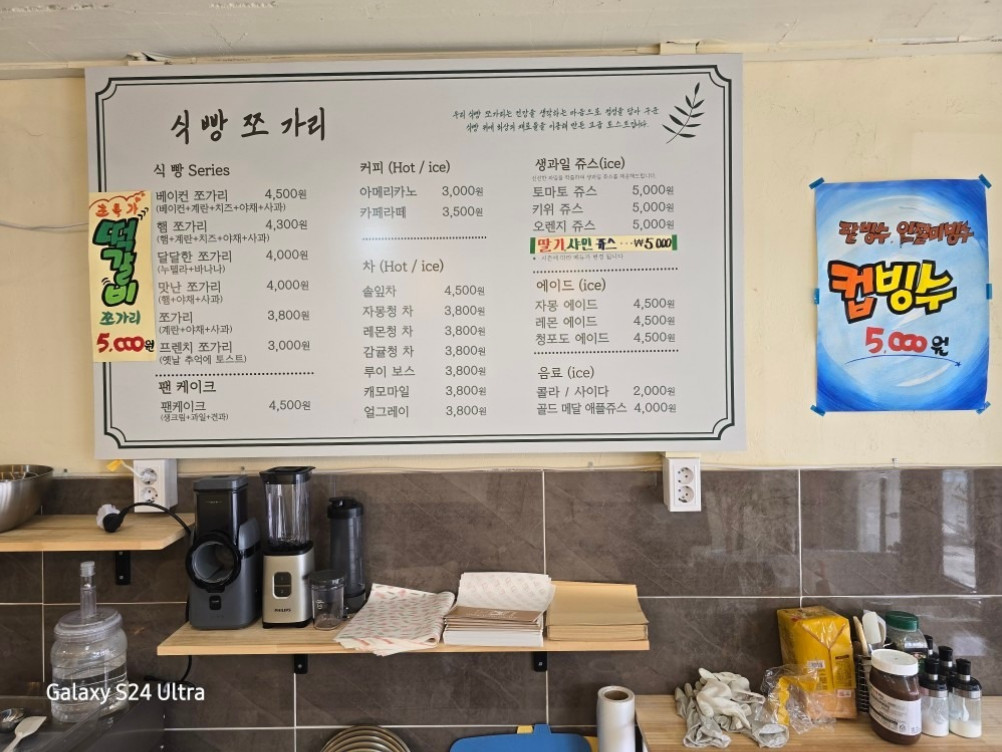 식빵 쪼가리
우리 식빵 쪼가리는 건강을 생각하는 마음으로 정성을 담아 구운
식빵 위에 최상의 재료들을 이용해 만든 고급 토스트입니다.
식빵 Series
베이컨 쪼가리 4,500원
(베이컨+계란+치즈+야채+사과)
햄 쪼가리 4,300원
(햄+계란+치즈+야채+사과)
달달한 쪼가리 4,000원
(누텔라+바나나)
맛난 쪼가리 4,000원
(햄+야채+사과)
쪼가리 3,800원
(계란+야채+사과)
프렌치 쪼가리 3,000원
(옛날 추억에 토스트)
팬 케이크
팬케이크 4,500원
(생크림+과일+견과)
커피 (Hot / ice)
아메리카노 3,000원
카페라떼 3,500원
차 (Hot / ice)
솔잎차 4,500원
자몽청 차 3,800원
레몬청 차 3,800원
감귤청 차 3,800원
루이 보스 3,800원
캐모마일 3,800원
얼그레이 3,800원
생과일 쥬스(ice)
토마토 쥬스 5,000원
키위 쥬스 5,000원
오렌지 쥬스 5,000원
딸기샤인 쥬스 ··· ₩5,000
* 시즌에 따라 메뉴가 변경 됩니다
에이드 (ice)
자몽 에이드 4,500원
레몬 에이드 4,500원
청포도 에이드 4,500원
음료 (ice)
콜라 / 사이다 2,000원
골드 메달 애플쥬스 4,000원
떡갈비
쪼가리
5,000원
팥빙수, 인절미빙수
컵빙수
5,000원
PHILIPS
Galaxy S24 Ultra